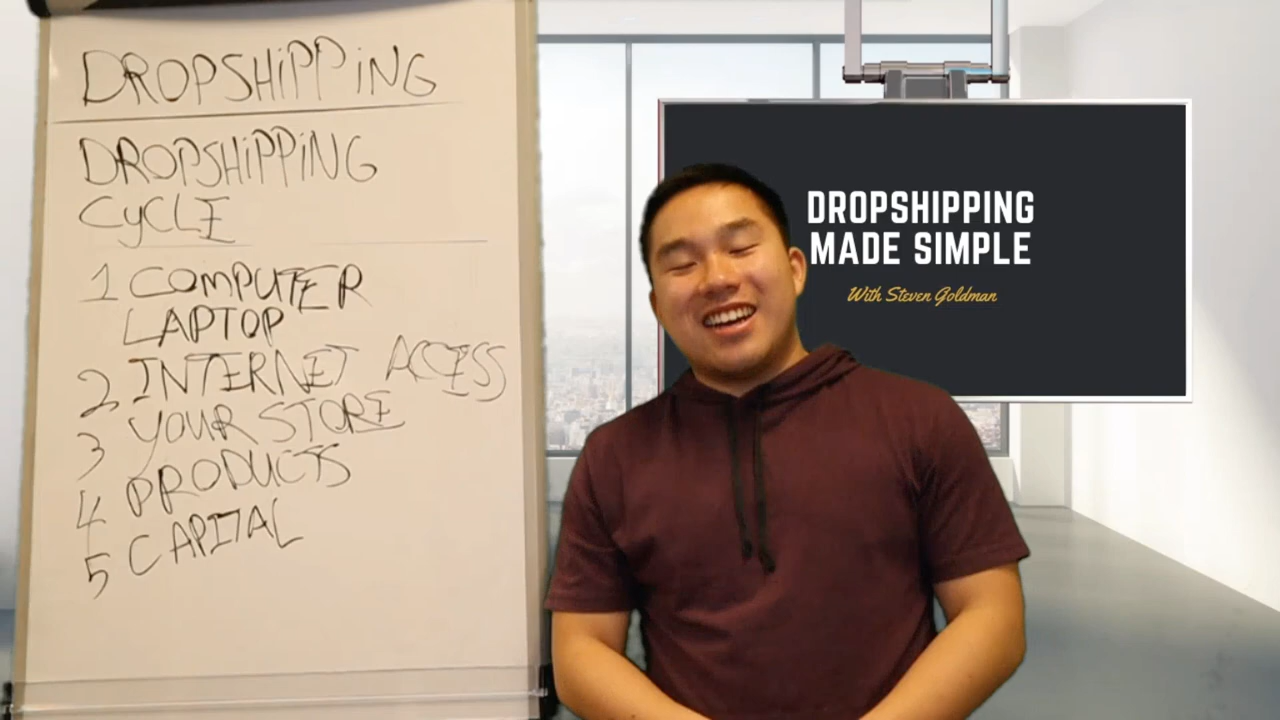 DROPSHiPPiNG
DROPSHiPPiNG
CyCLE
1 COMPUTER
LAPTOP
2 INTERNET ACCESS
3 YOUR STORE
4 PRODUCTS
5 CAPITAL
DROPSHIPPING
MADE SIMPLE
With Steven Goldman